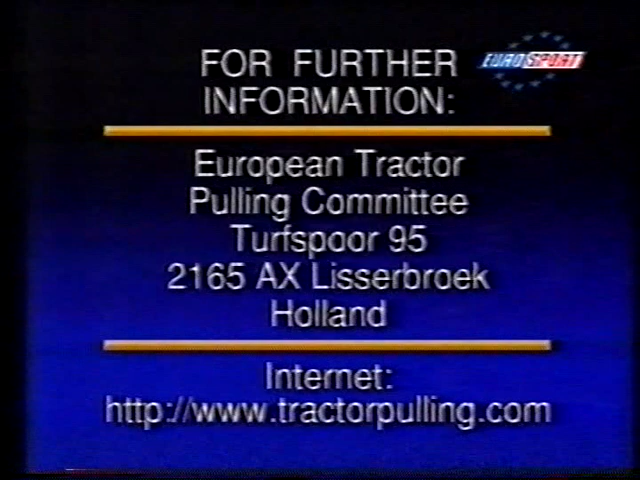 FOR FURTHER
INFORMATION:
EUROSPORT
European Tractor
Pulling Committee
Turfspoor 95
2165 AX Lisserbroek
Holland
Internet:
http://www.tractorpulling.com